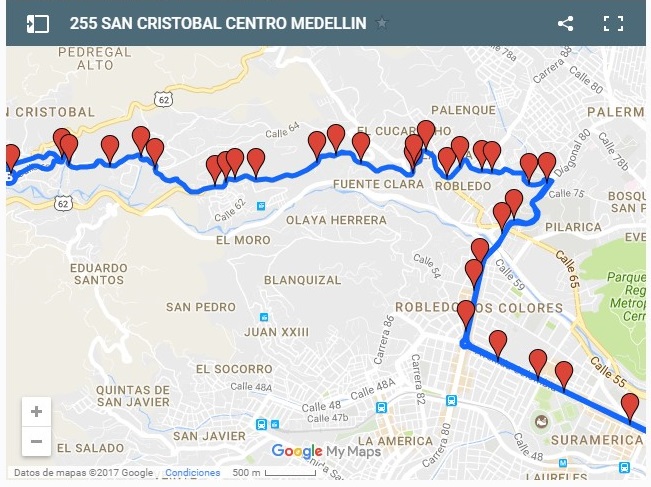 255 SAN CRISTOBAL CENTRO MEDELLIN
PEDREGAL
ALTO
Carrera 88
Calle 80
62
N CRISTOBAL
PALENQUE
PALERM
Calle 64
EL CUCARACHO
Calle 78b
Diagonal 80
FUENTE CLARA
ROBLEDO
Calle 75
BOSQU
SAN P
62
Calle 62
OLAYA HERRERA
PILARICA
EVE
EL MORO
Calle 54
Calle 65
EDUARDO
SANTOS
BLANQUIZAL
Calle 59
Parque
Reg
Metrop
Cerr
SAN PEDRO
ROBLEDO
OS COLORES
Carrera 86
JUAN XXIII
EL SOCORRO
Calle 55
QUINTAS DE
SAN JAVIER
Calle 48A
Calle 48A
Carrera 82
Calle 48
Calle 47b
+
−
SAN JAVIER
LA AMERICA
Carrera 80
SURAMERICA
EL SALADO
Google My Maps
LAURELES
Datos de mapas ©2017 Google
Condiciones
500 m